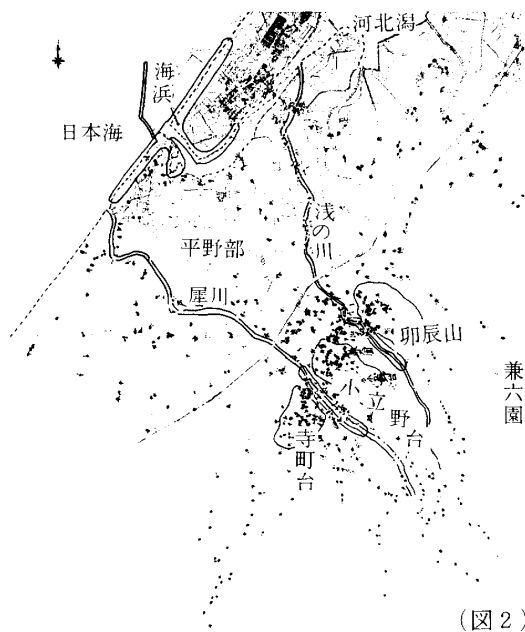 河北潟
海浜
日本海
浅の川
平野部
犀川
卯辰山
兼六園
小立野台
寺町台
(図2)